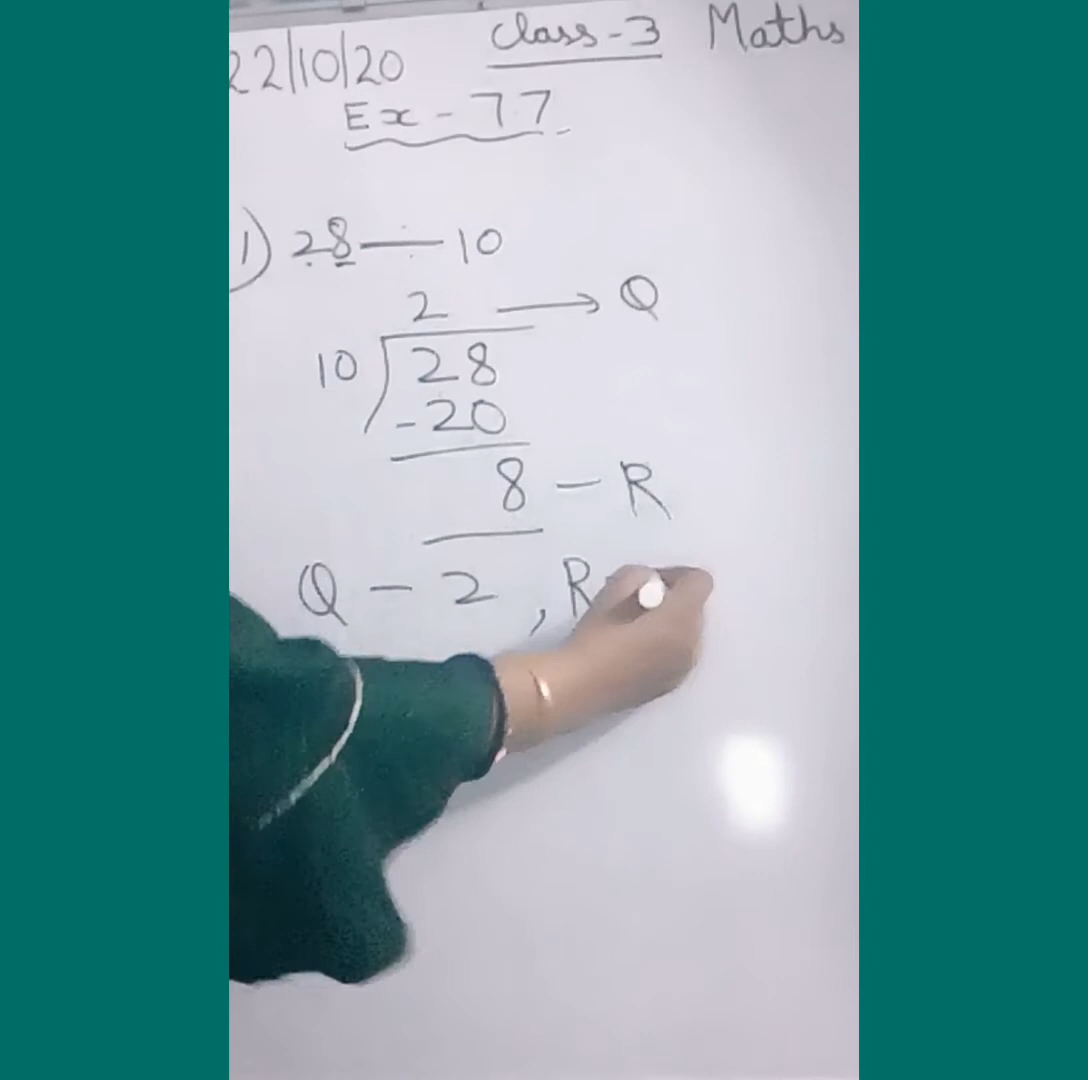 22/10/20 Class-3 Maths
Ex - 77
1) 28 ÷ 10
2 → Q
10 28
-20
8 - R
Q - 2, R